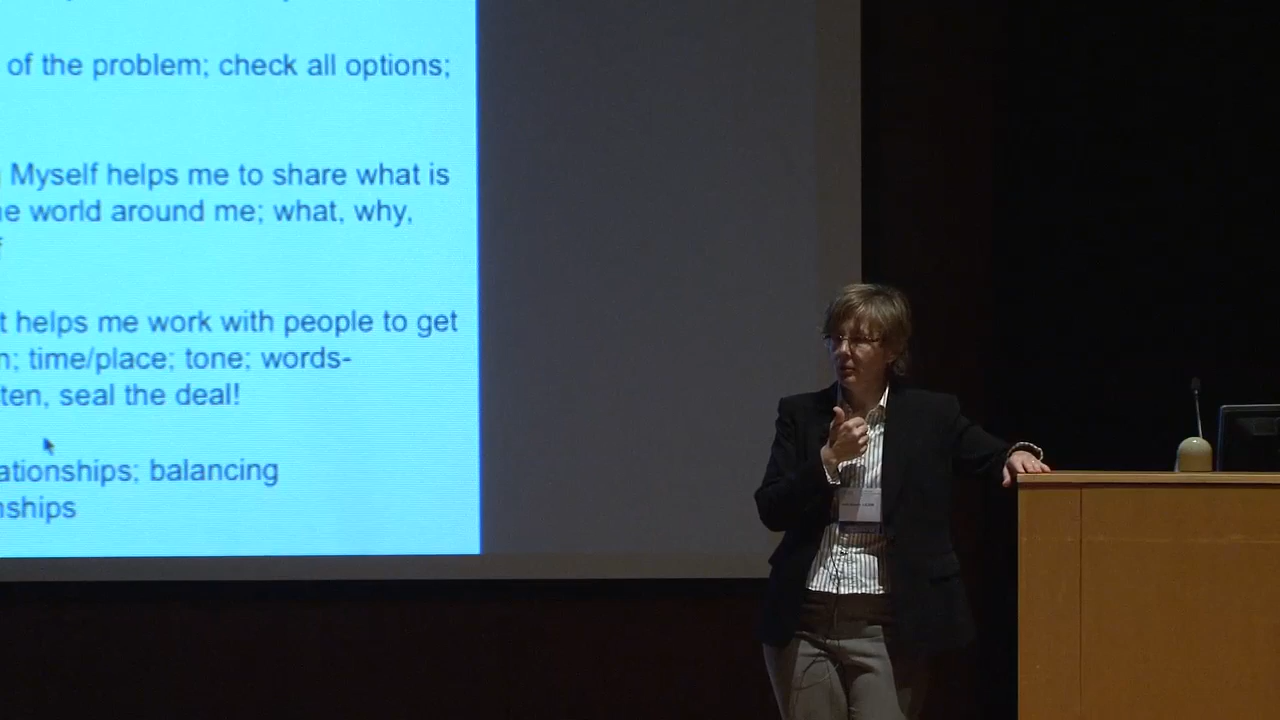 of the problem; check all options;
Myself helps me to share what is
e world around me; what, why,
f
t helps me work with people to get
n; time/place; tone; words-
ten, seal the deal!
ationships; balancing
nships